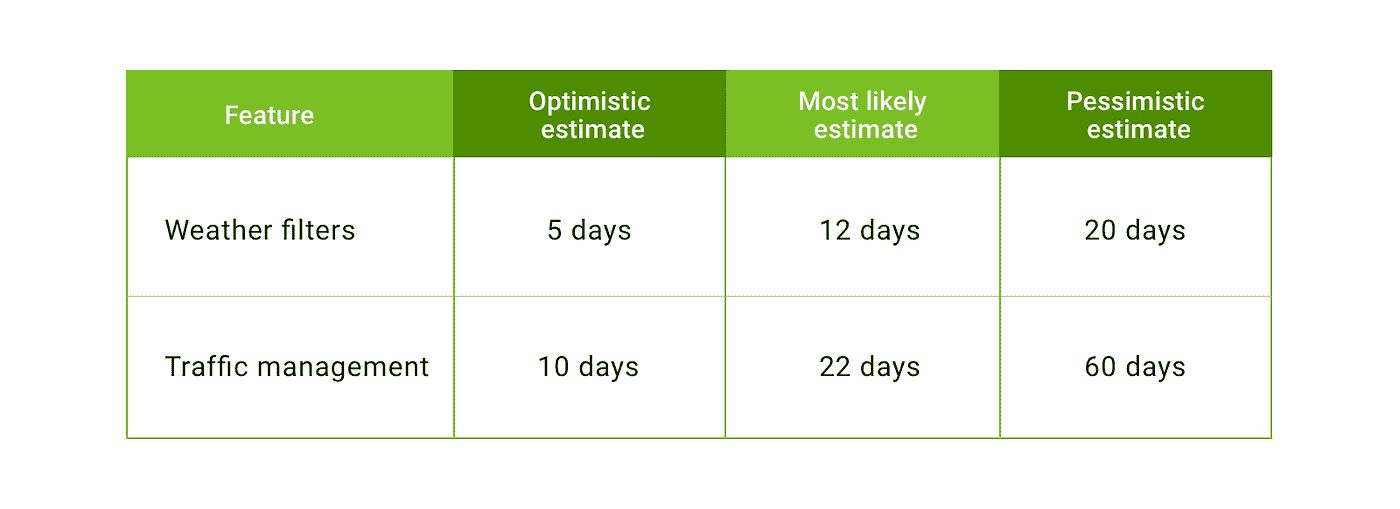 Feature
Optimistic
estimate
Most likely
estimate
Pessimistic
estimate
Weather filters
5 days
12 days
20 days
Traffic management
10 days
22 days
60 days